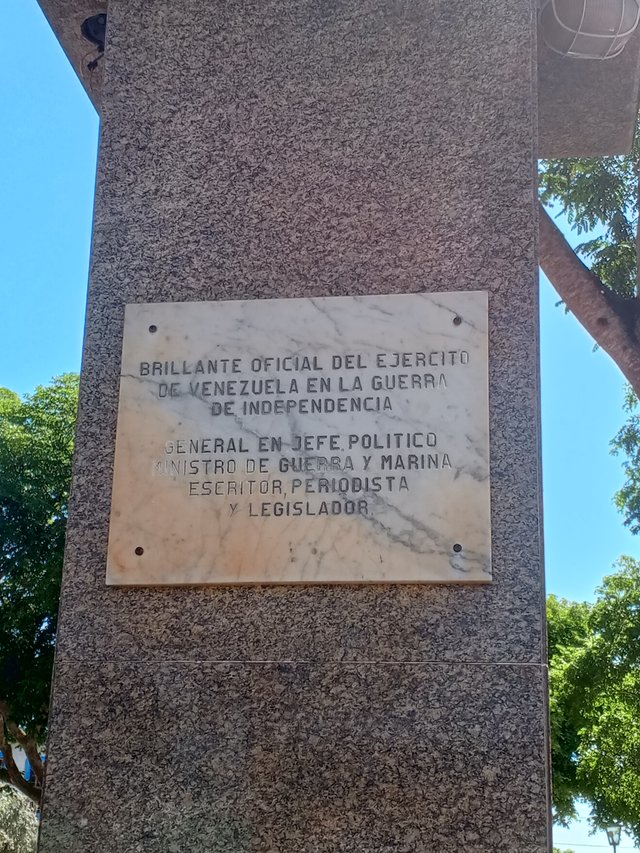 BRILLANTE OFICIAL DEL EJERCITO
DE VENEZUELA EN LA GUERRA
DE INDEPENDENCIA
GENERAL EN JEFE, POLITICO
MINISTRO DE GUERRA Y MARINA
ESCRITOR, PERIODISTA
Y LEGISLADOR